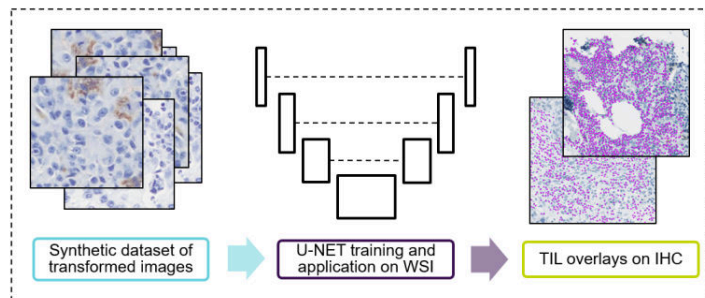 Synthetic dataset of
transformed images
U-NET training and
application on WSI
TIL overlays on IHC